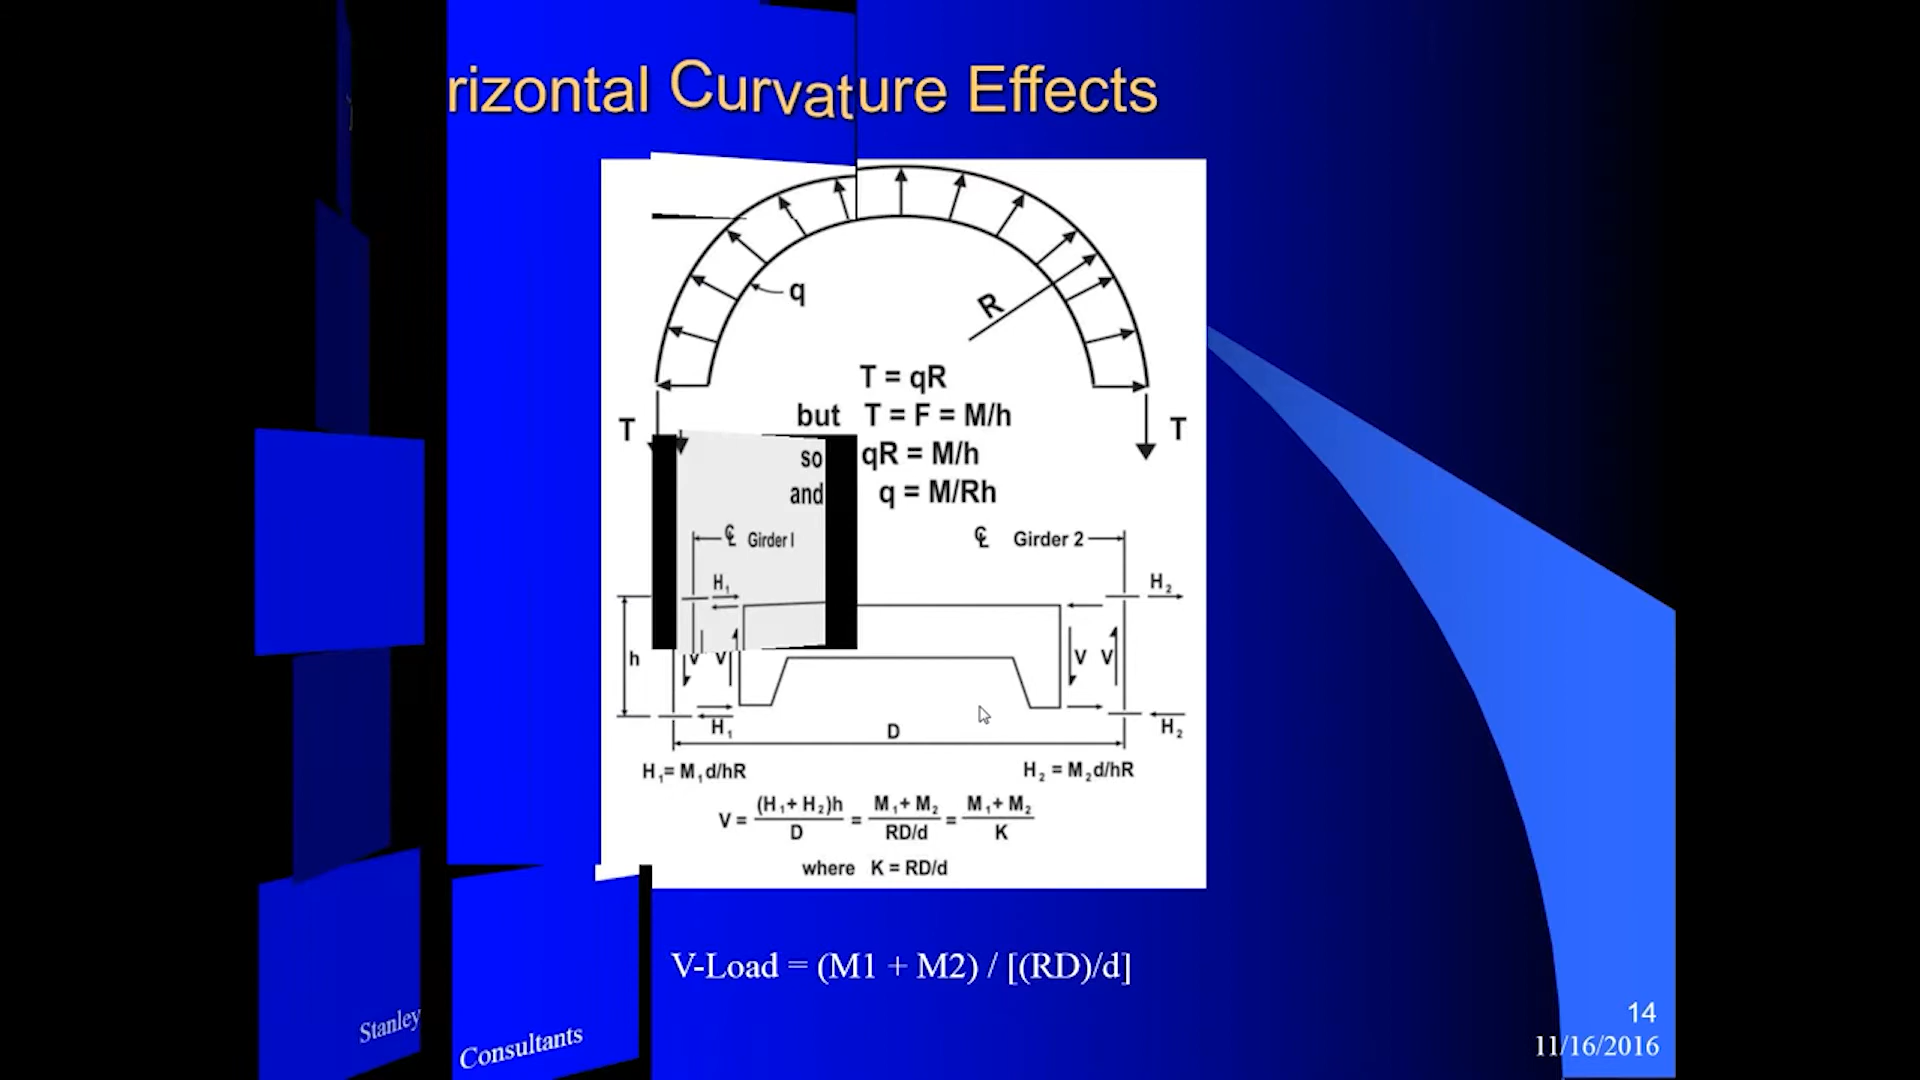 rizontal Curvature Effects
q
R
T = qR
but T = F = M/h
T
T
so qR = M/h
and q = M/Rh
℄ Girder I
℄ Girder 2
H₁
H₂
h
V V
V V
H₁
H₂
D
H₁= M₁d/hR
H₂ = M₂d/hR
V = (H₁+ H₂)h / D = M₁+ M₂ / RD/d = M₁+ M₂ / K
where K = RD/d
V-Load = (M1 + M2) / [(RD)/d]
Stanley Consultants
14
11/16/2016